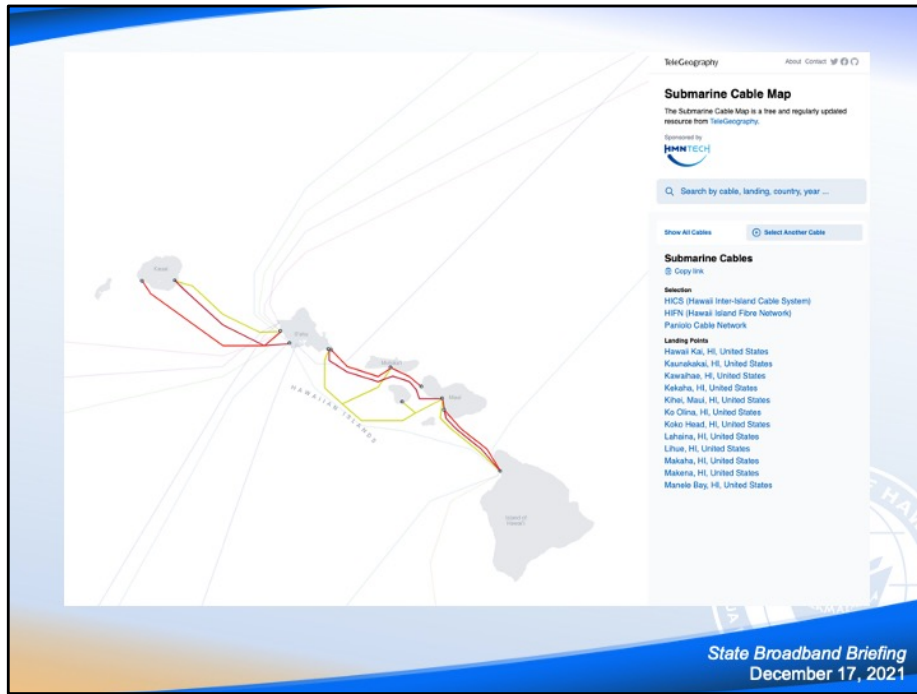 TeleGeography
About Contact
Submarine Cable Map
The Submarine Cable Map is a free and regularly updated
resource from TeleGeography.
Sponsored by
HMNTECH
Search by cable, landing, country, year ...
Show All Cables
Select Another Cable
Submarine Cables
Copy link
Selection
HICS (Hawaii Inter-Island Cable System)
HIFN (Hawaii Island Fibre Network)
Paniolo Cable Network
Landing Points
Hawaii Kai, HI, United States
Kaunakakai, HI, United States
Kawaihae, HI, United States
Kekaha, HI, United States
Kihei, Maui, HI, United States
Ko Olina, HI, United States
Koko Head, HI, United States
Lahaina, HI, United States
Lihue, HI, United States
Makaha, HI, United States
Makena, HI, United States
Manele Bay, HI, United States
Kauai
O'ahu
Maui
HAWAIIAN ISLANDS
Island of
Hawai'i
State Broadband Briefing
December 17, 2021